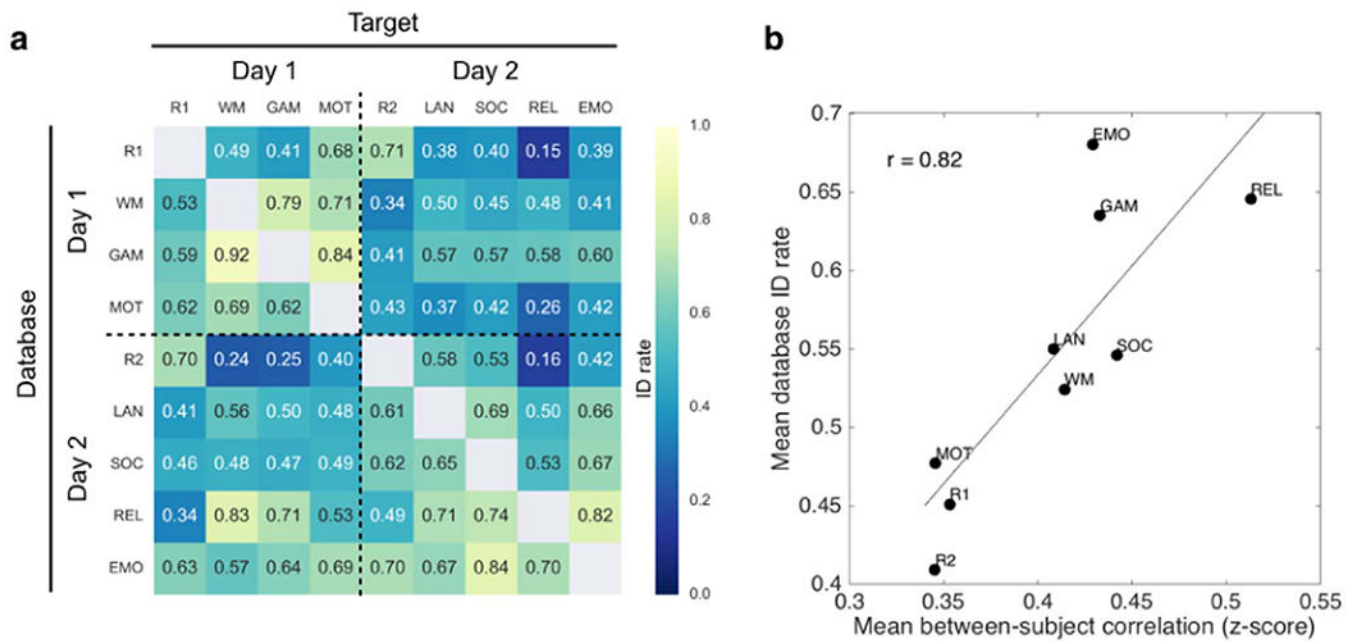 a
Target
Day 1 Day 2
R1 WM GAM MOT R2 LAN SOC REL EMO
Database
Day 1
Day 2
R1 0.49 0.41 0.68 0.71 0.38 0.40 0.15 0.39
WM 0.53 0.79 0.71 0.34 0.50 0.45 0.48 0.41
GAM 0.59 0.92 0.84 0.41 0.57 0.57 0.58 0.60
MOT 0.62 0.69 0.62 0.43 0.37 0.42 0.26 0.42
R2 0.70 0.24 0.25 0.40 0.58 0.53 0.16 0.42
LAN 0.41 0.56 0.50 0.48 0.61 0.69 0.50 0.66
SOC 0.46 0.48 0.47 0.49 0.62 0.65 0.53 0.67
REL 0.34 0.83 0.71 0.53 0.49 0.71 0.74 0.82
EMO 0.63 0.57 0.64 0.69 0.70 0.67 0.84 0.70
ID rate
1.0
0.8
0.6
0.4
0.2
0.0
b
Mean database ID rate
0.7
0.65
0.6
0.55
0.5
0.45
0.4
r = 0.82
EMO
REL
GAM
LAN
SOC
WM
MOT
R1
R2
0.3 0.35 0.4 0.45 0.5 0.55
Mean between-subject correlation (z-score)